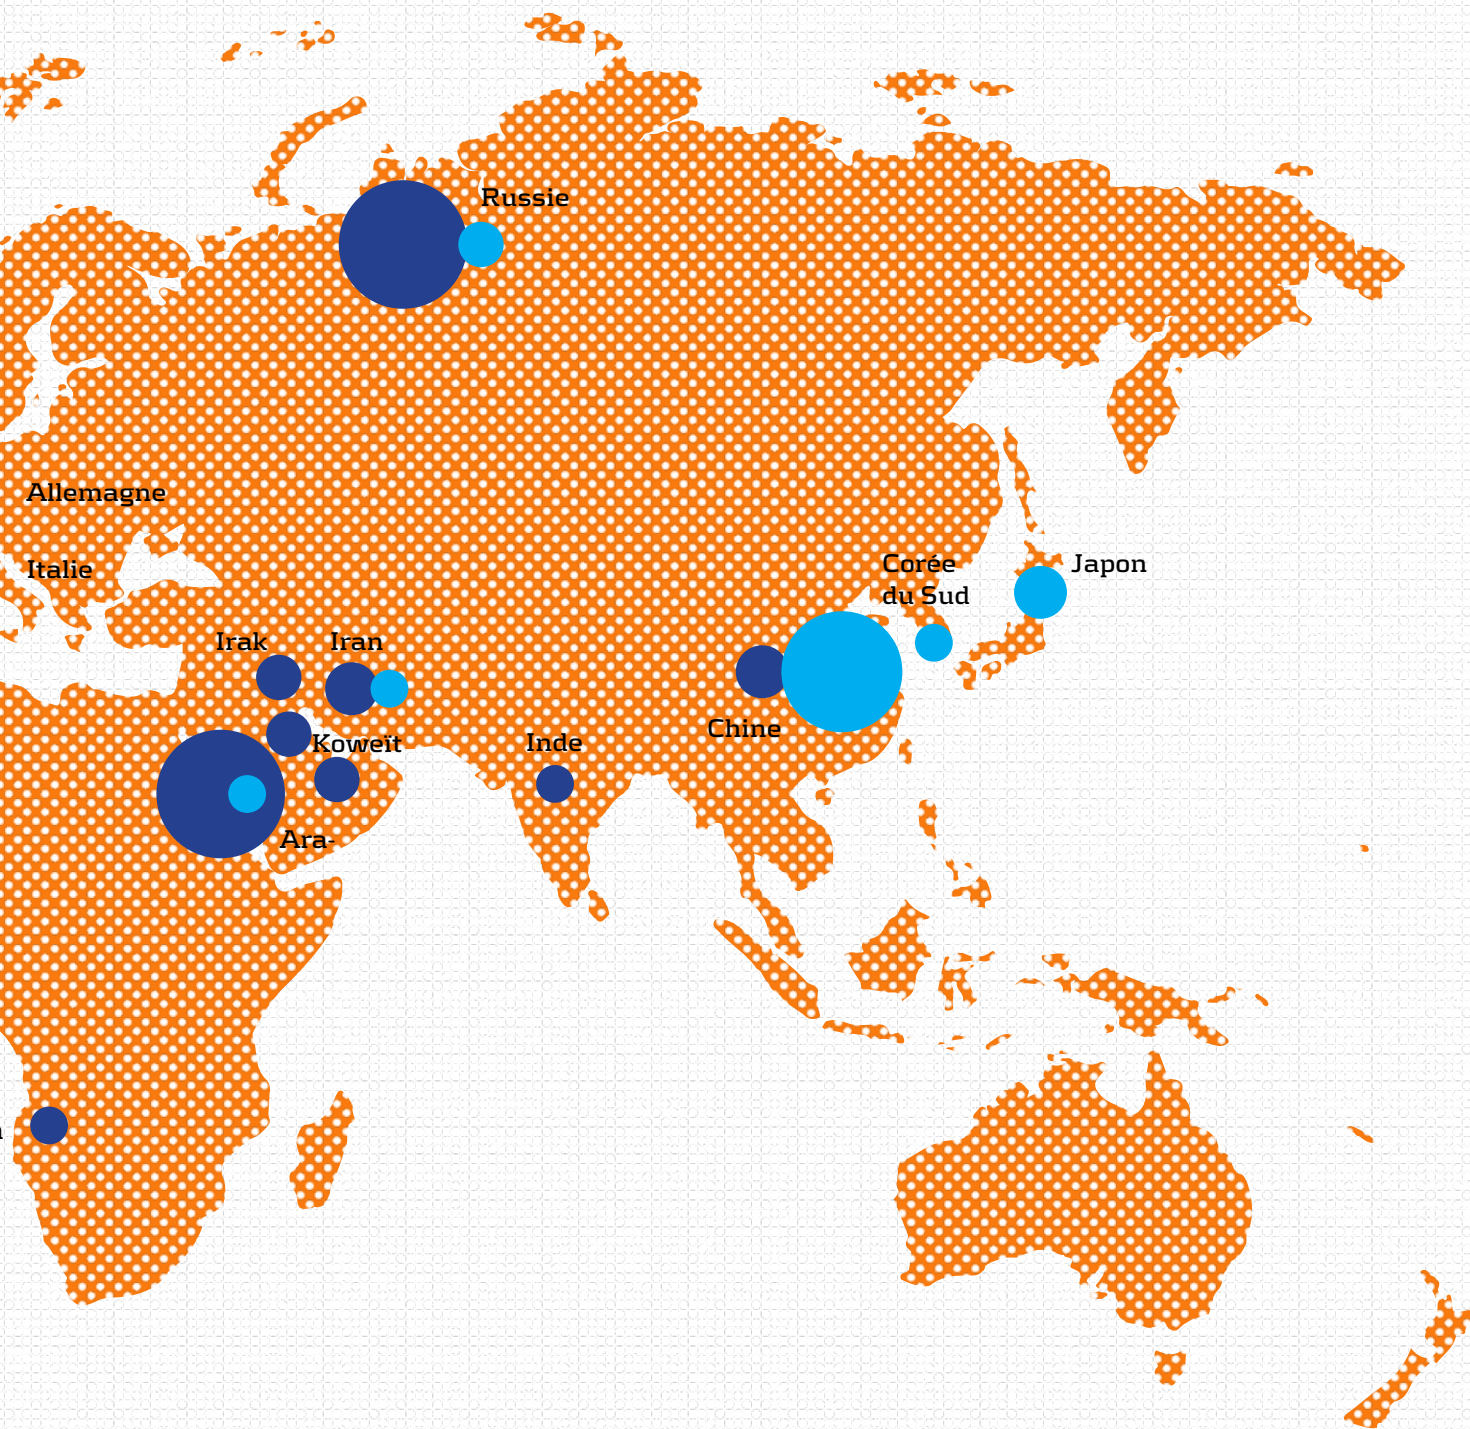 Russie
Allemagne
Italie
Corée
du Sud
Japon
Irak
Iran
Chine
Koweït
Inde
Ara-